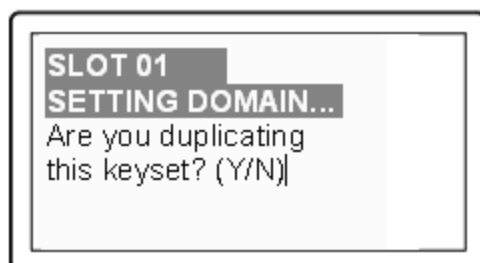 SLOT 01
SETTING DOMAIN...
Are you duplicating
this keyset? (Y/N)